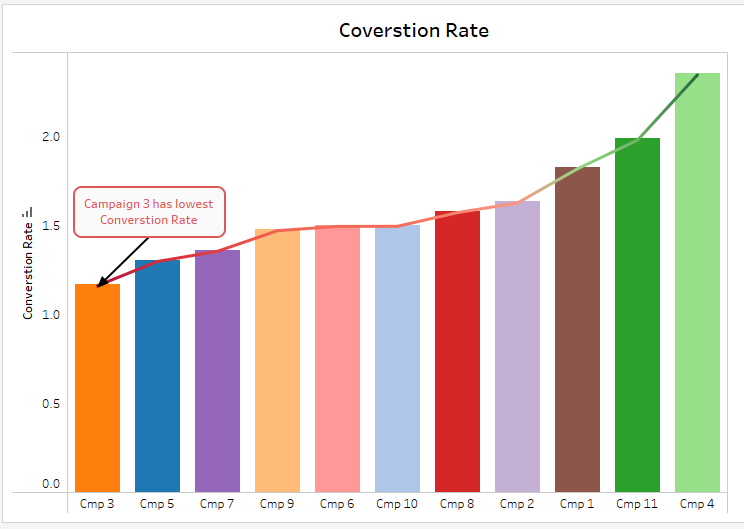 Coverstion Rate
Converstion Rate
2.0
1.5
1.0
0.5
0.0
Campaign 3 has lowest
Converstion Rate
Cmp 3 Cmp 5 Cmp 7 Cmp 9 Cmp 6 Cmp 10 Cmp 8 Cmp 2 Cmp 1 Cmp 11 Cmp 4